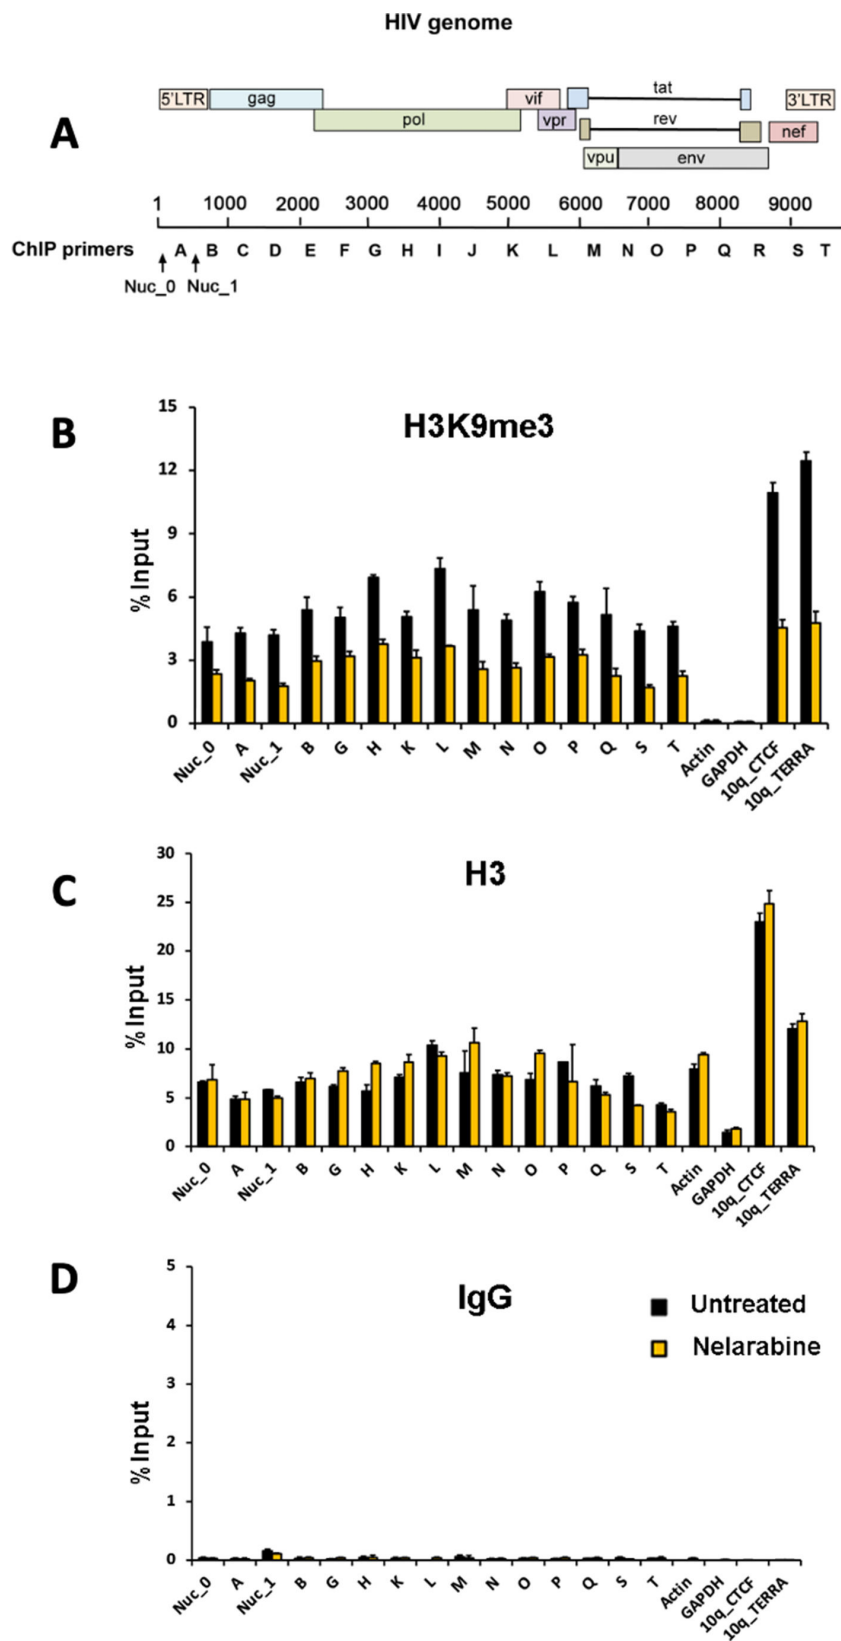 HIV genome
A
5'LTR gag vif tat 3'LTR
pol vpr rev nef
vpu env
1 1000 2000 3000 4000 5000 6000 7000 8000 9000
ChIP primers A B C D E F G H I J K L M N O P Q R S T
Nuc_0 Nuc_1
B
H3K9me3
% Input
15
12
9
6
3
0
Nuc_0 A Nuc_1 B G H K L M N O P Q S T Actin GAPDH 10q_CTCF 10q_TERRA
C
H3
% Input
30
25
20
15
10
5
0
Nuc_0 A Nuc_1 B G H K L M N O P Q S T Actin GAPDH 10q_CTCF 10q_TERRA
D
IgG
Untreated
Nelarabine
% Input
5
4
3
2
1
0
Nuc_0 A Nuc_1 B G H K L M N O P Q S T Actin GAPDH 10q_CTCF 10q_TERRA